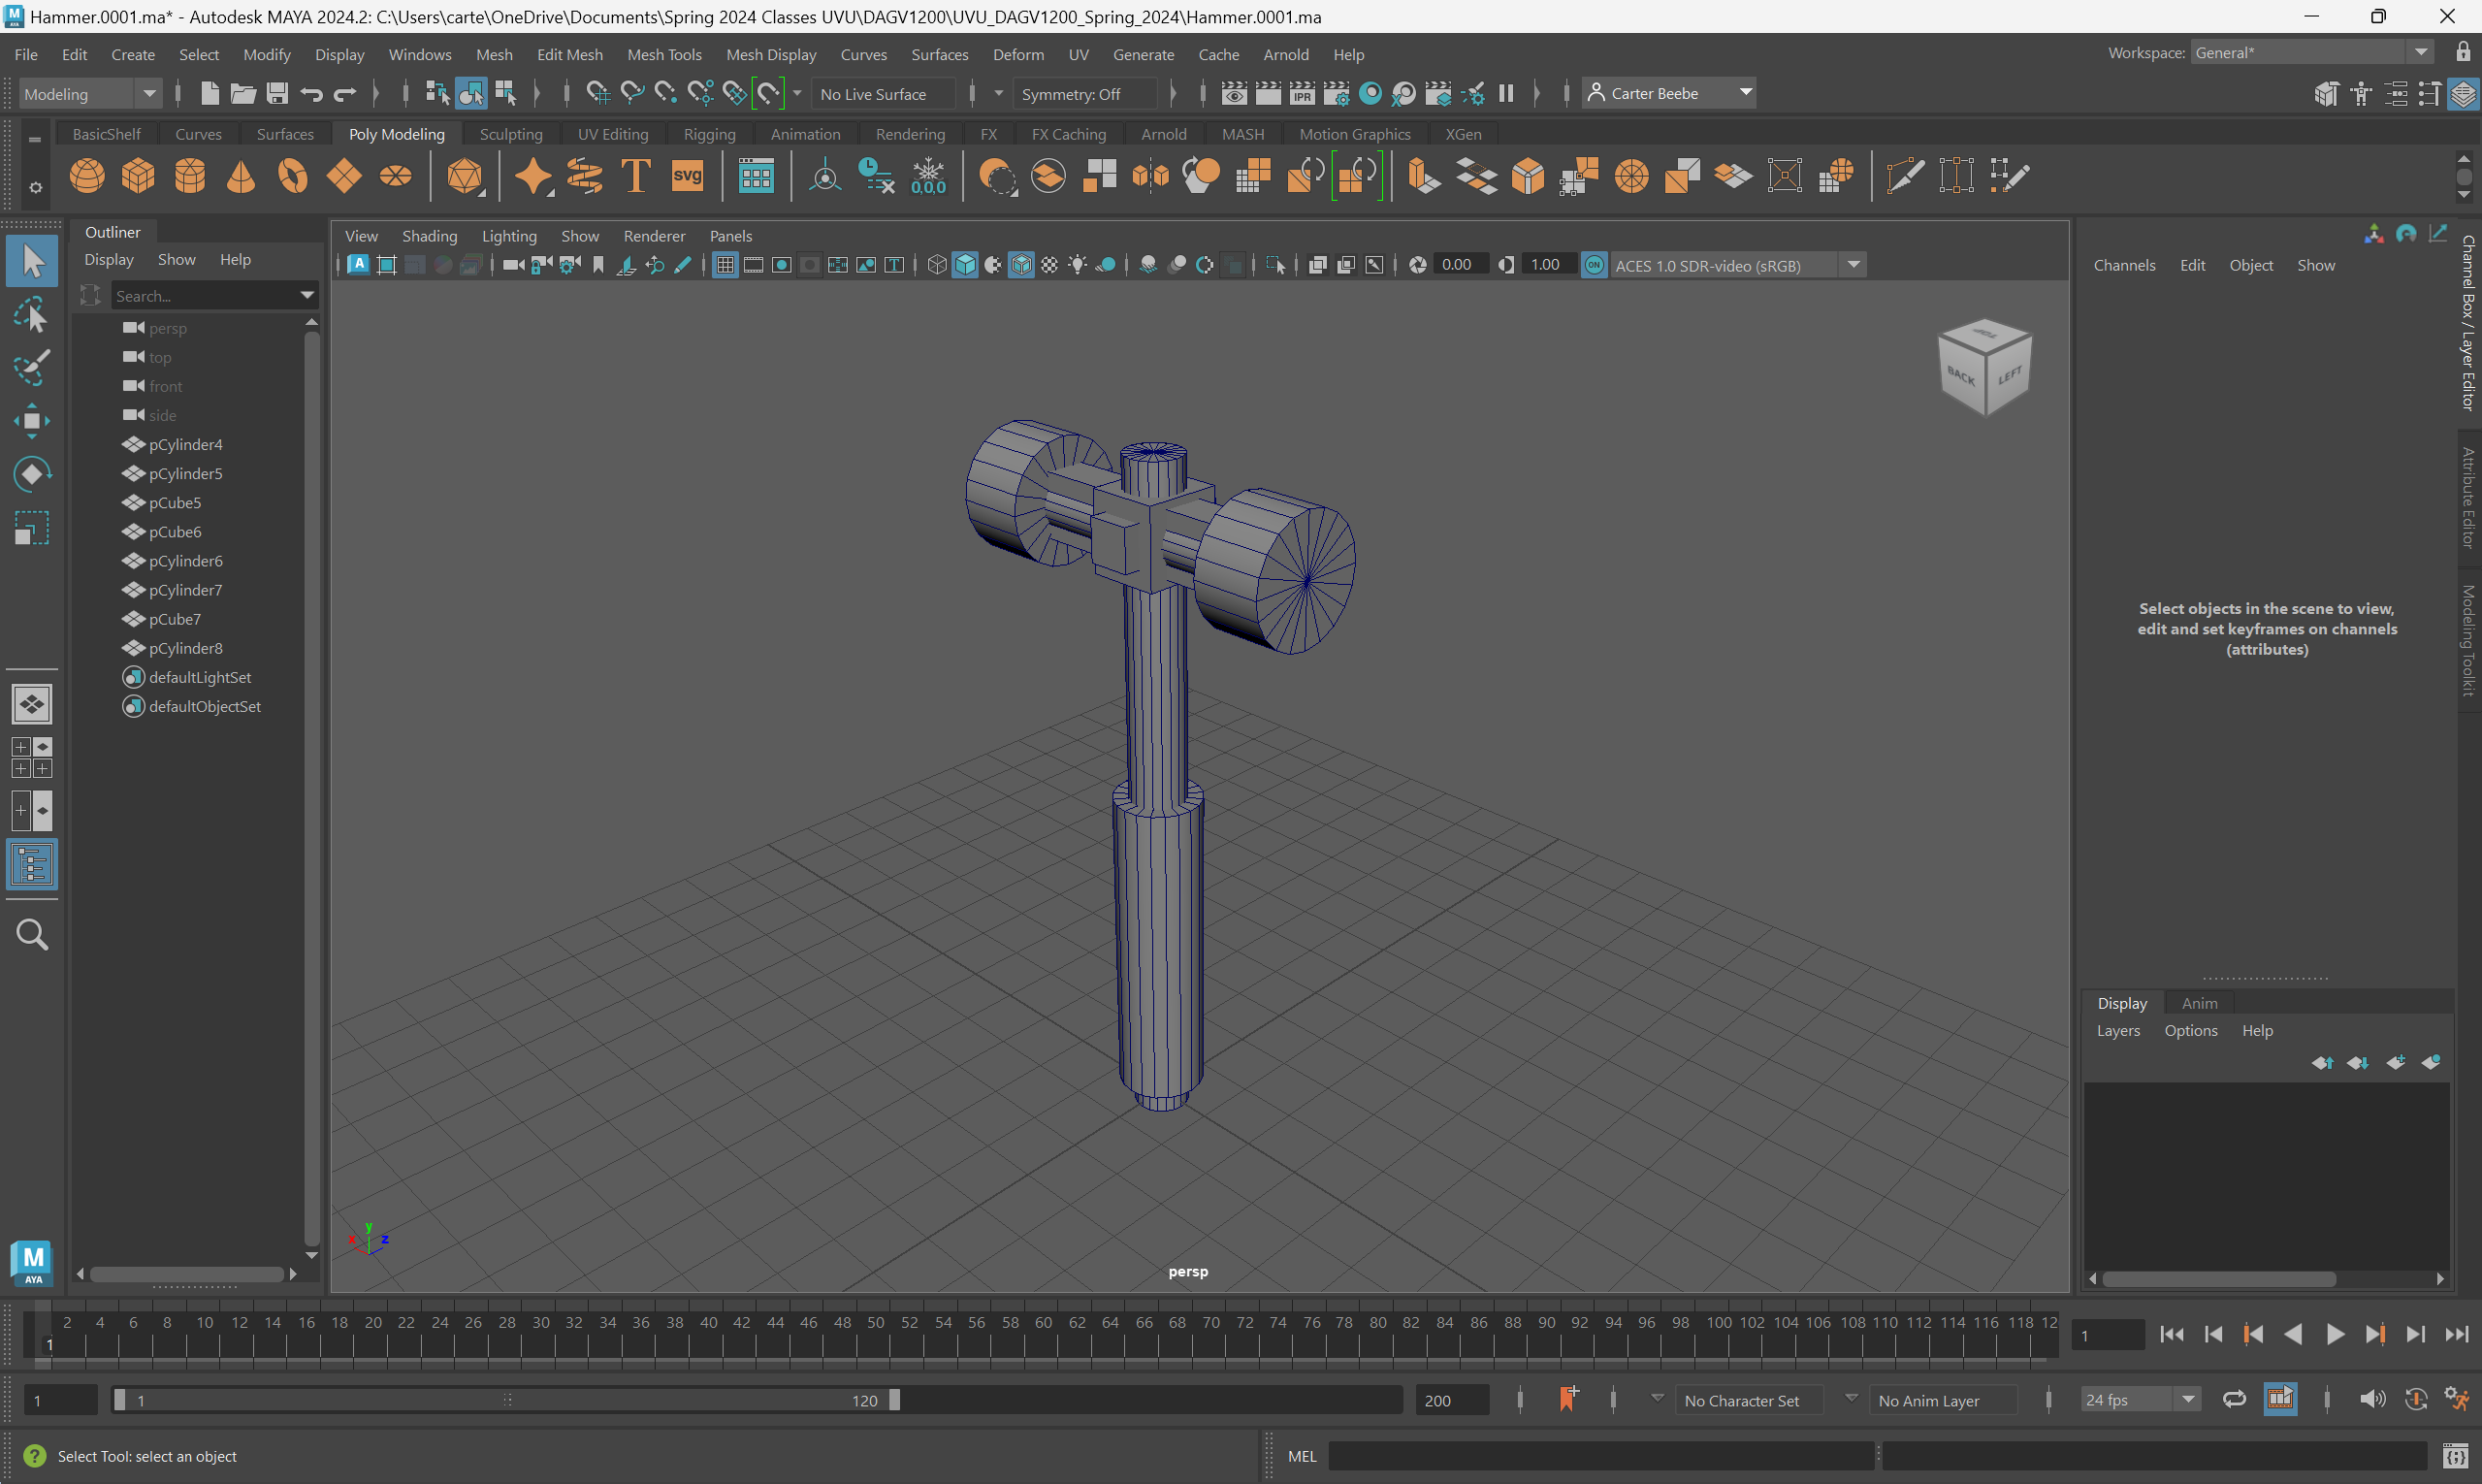 Hammer.0001.ma* - Autodesk MAYA 2024.2: C:\Users\carte\OneDrive\Documents\Spring 2024 Classes UVU\DAGV1200\UVU_DAGV1200_Spring_2024\Hammer.0001.ma
File Edit Create Select Modify Display Windows Mesh Edit Mesh Mesh Tools Mesh Display Curves Surfaces Deform UV Generate Cache Arnold Help Workspace: General*
Modeling No Live Surface Symmetry: Off IPR Carter Beebe
BasicShelf Curves Surfaces Poly Modeling Sculpting UV Editing Rigging Animation Rendering FX FX Caching Arnold MASH Motion Graphics XGen
T svg 0,0,0
Outliner
Display Show Help
Search...
persp
top
front
side
pCylinder4
pCylinder5
pCube5
pCube6
pCylinder6
pCylinder7
pCube7
pCylinder8
defaultLightSet
defaultObjectSet
View Shading Lighting Show Renderer Panels
A T 0.00 1.00 ON ACES 1.0 SDR-video (sRGB)
TOP
BACK LEFT
y
x z
persp
Channels Edit Object Show
Select objects in the scene to view,
edit and set keyframes on channels
(attributes)
Channel Box / Layer Editor
Attribute Editor
Modeling Toolkit
Display Anim
Layers Options Help
M
AYA
2 4 6 8 10 12 14 16 18 20 22 24 26 28 30 32 34 36 38 40 42 44 46 48 50 52 54 56 58 60 62 64 66 68 70 72 74 76 78 80 82 84 86 88 90 92 94 96 98 100 102 104 106 108 110 112 114 116 118 12
1 1
1 1 120 200 No Character Set No Anim Layer 24 fps
? Select Tool: select an object MEL